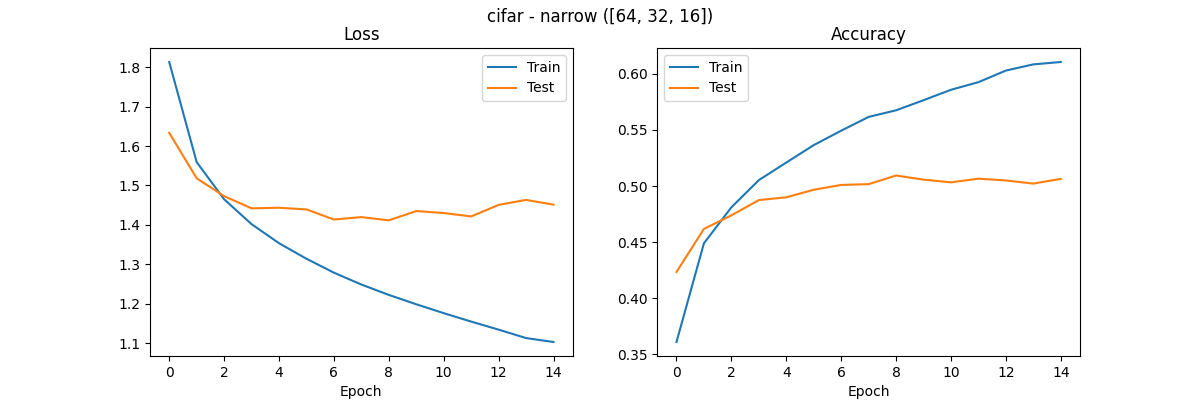 cifar - narrow ([64, 32, 16])
Loss
1.8
1.7
1.6
1.5
1.4
1.3
1.2
1.1
0 2 4 6 8 10 12 14
Epoch
Train
Test
Accuracy
0.60
0.55
0.50
0.45
0.40
0.35
0 2 4 6 8 10 12 14
Epoch
Train
Test